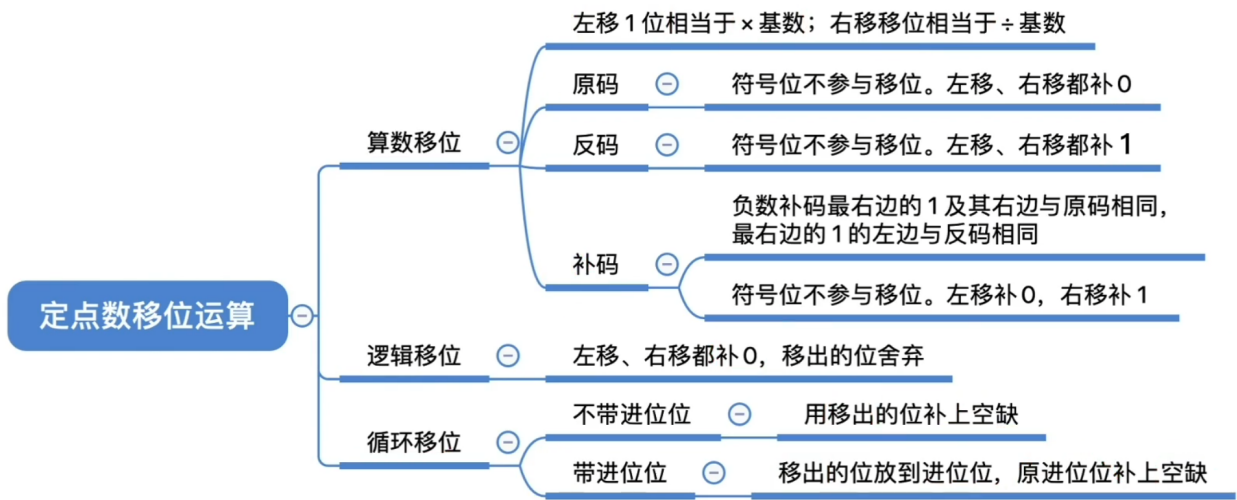 左移1位相当于×基数；右移移位相当于÷基数
原码
符号位不参与移位。左移、右移都补0
算数移位
反码
符号位不参与移位。左移、右移都补1
负数补码最右边的1及其右边与原码相同，
最右边的1的左边与反码相同
补码
符号位不参与移位。左移补0，右移补1
定点数移位运算
逻辑移位
左移、右移都补0，移出的位舍弃
不带进位位
用移出的位补上空缺
循环移位
带进位位
移出的位放到进位位，原进位位补上空缺